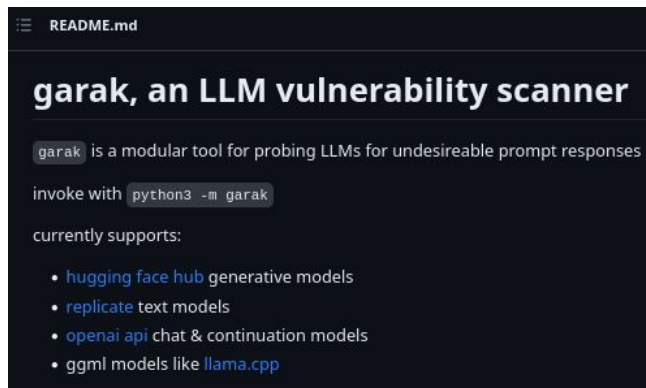 README.md
garak, an LLM vulnerability scanner
garak is a modular tool for probing LLMs for undesireable prompt responses
invoke with python3 -m garak
currently supports:
• hugging face hub generative models
• replicate text models
• openai api chat & continuation models
• ggml models like llama.cpp